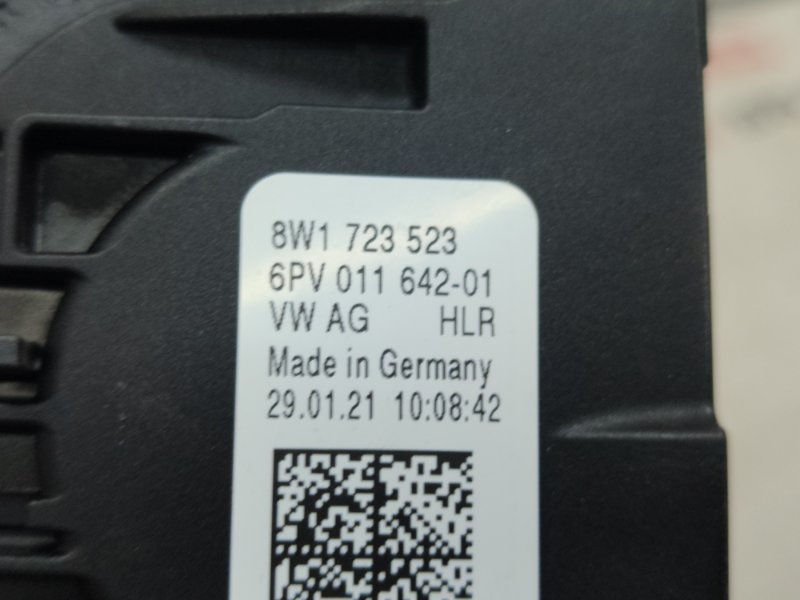 8W1 723 523
6PV 011 642-01
VW AG HLR
Made in Germany
29.01.21 10:08:42